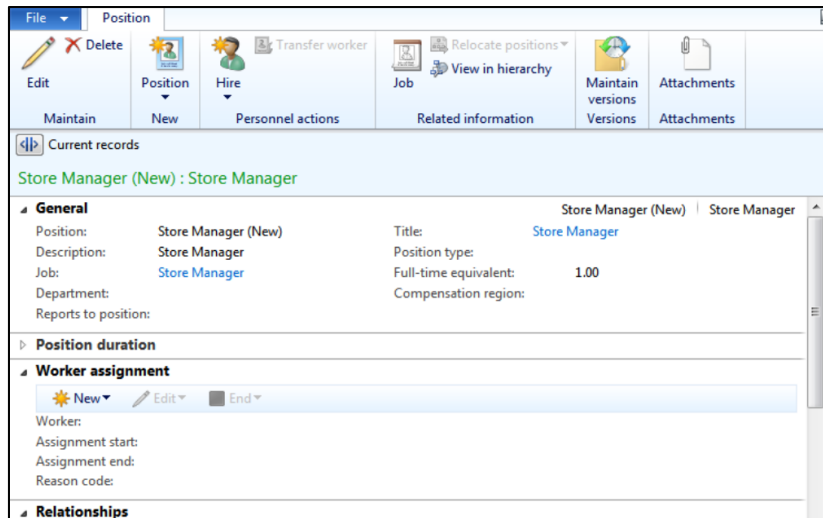 File Position
Delete Transfer worker Relocate positions
View in hierarchy
Edit Position Hire Job Maintain versions Attachments
Maintain New Personnel actions Related information Versions Attachments
Current records
Store Manager (New) : Store Manager
General Store Manager (New) Store Manager
Position: Store Manager (New) Title: Store Manager
Description: Store Manager Position type:
Job: Store Manager Full-time equivalent: 1.00
Department: Compensation region:
Reports to position:
Position duration
Worker assignment
New Edit End
Worker:
Assignment start:
Assignment end:
Reason code:
Relationships